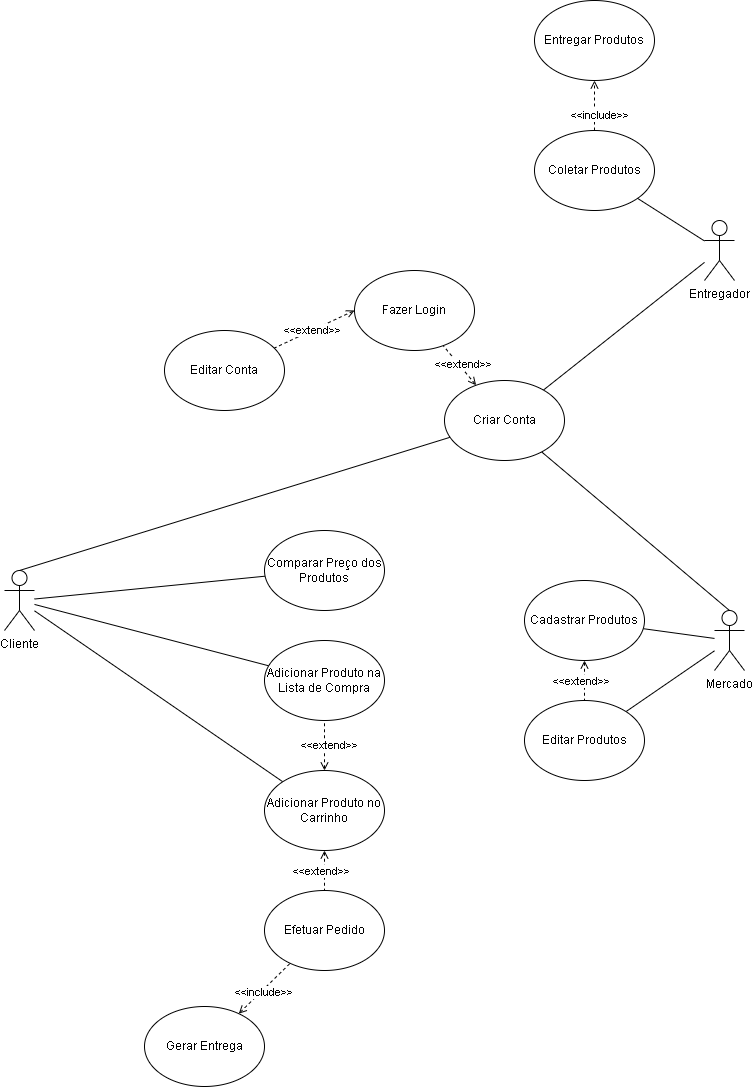 Entregar Produtos
<<include>>
Coletar Produtos
Entregador
Fazer Login
<<extend>>
Editar Conta
<<extend>>
Criar Conta
Comparar Preço dos
Produtos
Cliente
Cadastrar Produtos
Adicionar Produto na
Lista de Compra
<<extend>>
Mercado
Editar Produtos
<<extend>>
Adicionar Produto no
Carrinho
<<extend>>
Efetuar Pedido
<<include>>
Gerar Entrega